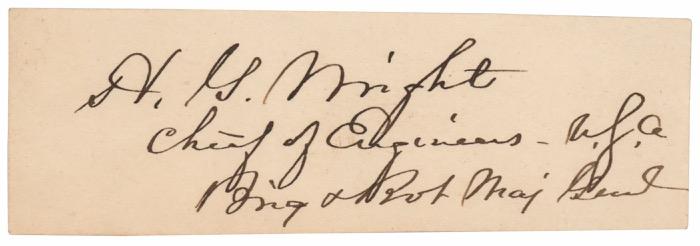 H. G. Wright
Chief of Engineers - U.S.A
Brig & Bvt Maj Genl